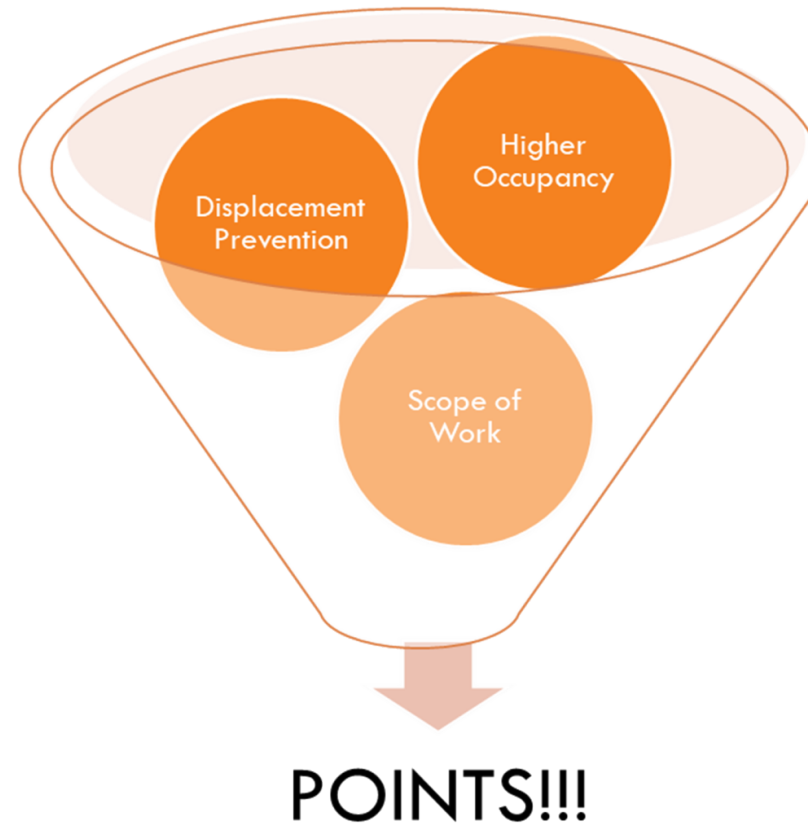 Higher
Occupancy
Displacement
Prevention
Scope of
Work
POINTS!!!